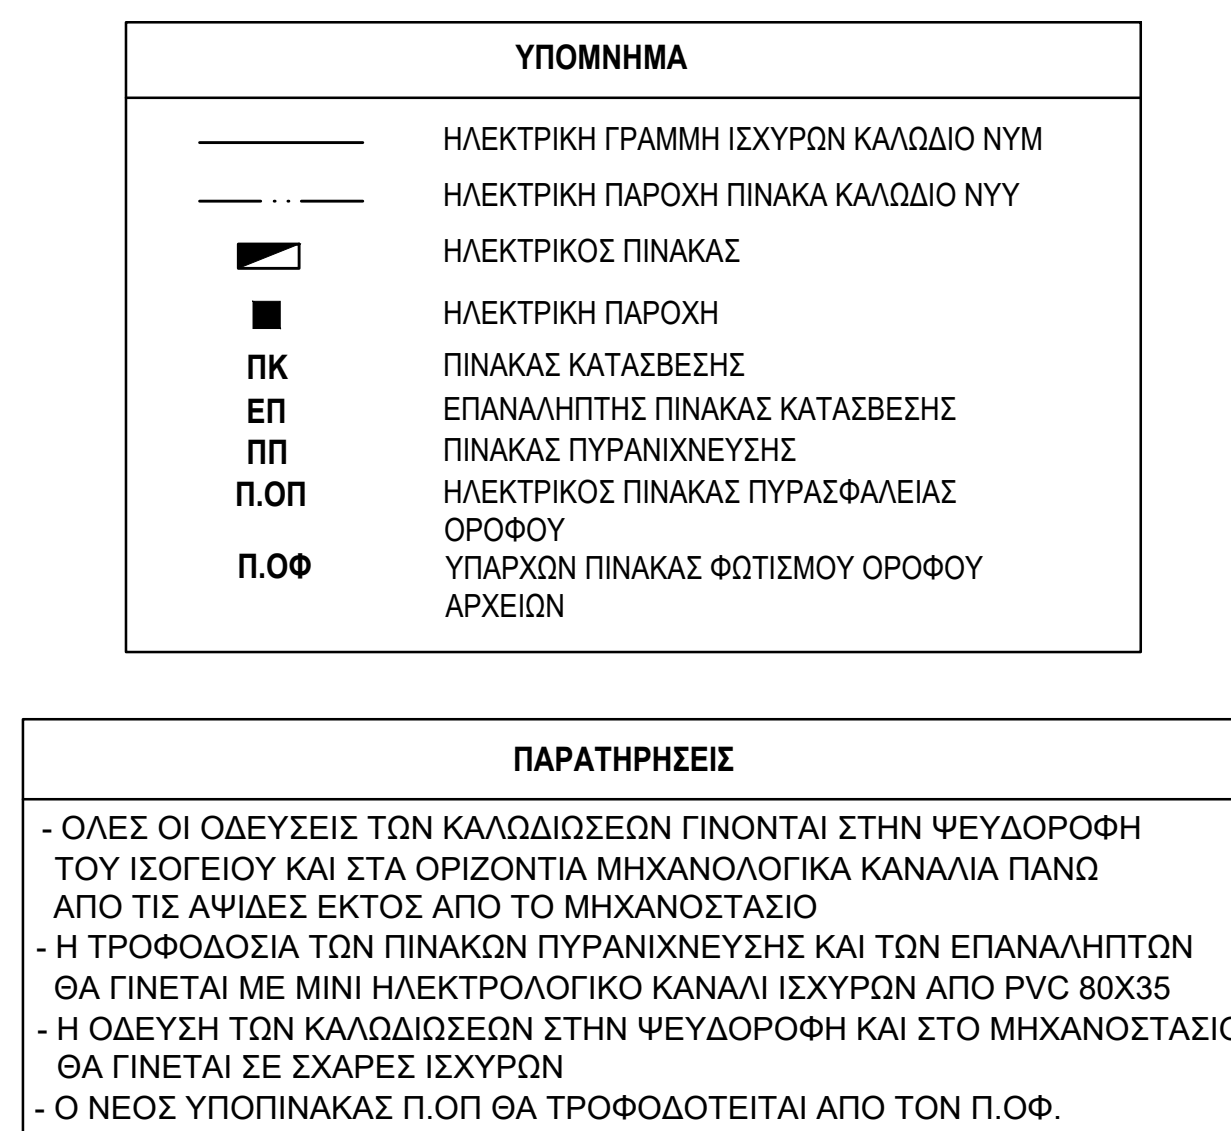 ΥΠΟΜΝΗΜΑ
ΗΛΕΚΤΡΙΚΗ ΓΡΑΜΜΗ ΙΣΧΥΡΩΝ ΚΑΛΩΔΙΟ ΝΥΜ
ΗΛΕΚΤΡΙΚΗ ΠΑΡΟΧΗ ΠΙΝΑΚΑ ΚΑΛΩΔΙΟ ΝΥΥ
ΗΛΕΚΤΡΙΚΟΣ ΠΙΝΑΚΑΣ
ΗΛΕΚΤΡΙΚΗ ΠΑΡΟΧΗ
ΠΚ ΠΙΝΑΚΑΣ ΚΑΤΑΣΒΕΣΗΣ
ΕΠ ΕΠΑΝΑΛΗΠΤΗΣ ΠΙΝΑΚΑΣ ΚΑΤΑΣΒΕΣΗΣ
ΠΠ ΠΙΝΑΚΑΣ ΠΥΡΑΝΙΧΝΕΥΣΗΣ
Π.ΟΠ ΗΛΕΚΤΡΙΚΟΣ ΠΙΝΑΚΑΣ ΠΥΡΑΣΦΑΛΕΙΑΣ
ΟΡΟΦΟΥ
Π.ΟΦ ΥΠΑΡΧΩΝ ΠΙΝΑΚΑΣ ΦΩΤΙΣΜΟΥ ΟΡΟΦΟΥ
ΑΡΧΕΙΩΝ
ΠΑΡΑΤΗΡΗΣΕΙΣ
- ΟΛΕΣ ΟΙ ΟΔΕΥΣΕΙΣ ΤΩΝ ΚΑΛΩΔΙΩΣΕΩΝ ΓΙΝΟΝΤΑΙ ΣΤΗΝ ΨΕΥΔΟΡΟΦΗ
ΤΟΥ ΙΣΟΓΕΙΟΥ ΚΑΙ ΣΤΑ ΟΡΙΖΟΝΤΙΑ ΜΗΧΑΝΟΛΟΓΙΚΑ ΚΑΝΑΛΙΑ ΠΑΝΩ
ΑΠΟ ΤΙΣ ΑΨΙΔΕΣ ΕΚΤΟΣ ΑΠΟ ΤΟ ΜΗΧΑΝΟΣΤΑΣΙΟ
- Η ΤΡΟΦΟΔΟΣΙΑ ΤΩΝ ΠΙΝΑΚΩΝ ΠΥΡΑΝΙΧΝΕΥΣΗΣ ΚΑΙ ΤΩΝ ΕΠΑΝΑΛΗΠΤΩΝ
ΘΑ ΓΙΝΕΤΑΙ ΜΕ ΜΙΝΙ ΗΛΕΚΤΡΟΛΟΓΙΚΟ ΚΑΝΑΛΙ ΙΣΧΥΡΩΝ ΑΠΟ PVC 80X35
- Η ΟΔΕΥΣΗ ΤΩΝ ΚΑΛΩΔΙΩΣΕΩΝ ΣΤΗΝ ΨΕΥΔΟΡΟΦΗ ΚΑΙ ΣΤΟ ΜΗΧΑΝΟΣΤΑΣΙΟ
ΘΑ ΓΙΝΕΤΑΙ ΣΕ ΣΧΑΡΕΣ ΙΣΧΥΡΩΝ
- Ο ΝΕΟΣ ΥΠΟΠΙΝΑΚΑΣ Π.ΟΠ ΘΑ ΤΡΟΦΟΔΟΤΕΙΤΑΙ ΑΠΟ ΤΟΝ Π.ΟΦ.